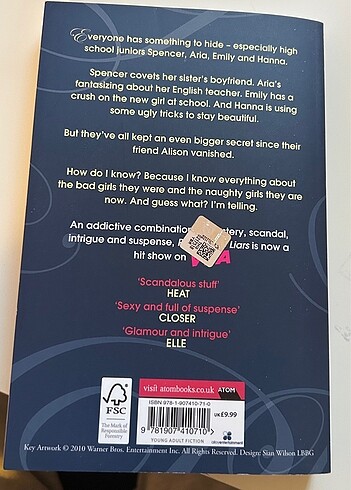 Everyone has something to hide – especially high
school juniors Spencer, Aria, Emily and Hanna.
Spencer covets her sister's boyfriend. Aria's
fantasizing about her English teacher. Emily has a
crush on the new girl at school. And Hanna is using
some ugly tricks to stay beautiful.
But they've all kept an even bigger secret since their
friend Alison vanished.
How do I know? Because I know everything about
the bad girls they were and the naughty girls they are
now. And guess what? I'm telling.
An addictive combination scandal,
intrigue and suspense, Liars is now a
hit show on
'Scandalous stuff'
HEAT
'Sexy and full of suspense'
CLOSER
'Glamour and intrigue'
ELLE
visit atombooks.co.uk ATOM
FSC
The Mark of
Responsible
Forestry
ISBN 978-1-907410-71-0
9 781907 410710 >
YOUNG ADULT FICTION
UK £9.99
alloyentertainment
Key Artwork © 2010 Warner Bros. Entertainment Inc. All Rights Reserved. Design: Sian Wilson LBBG